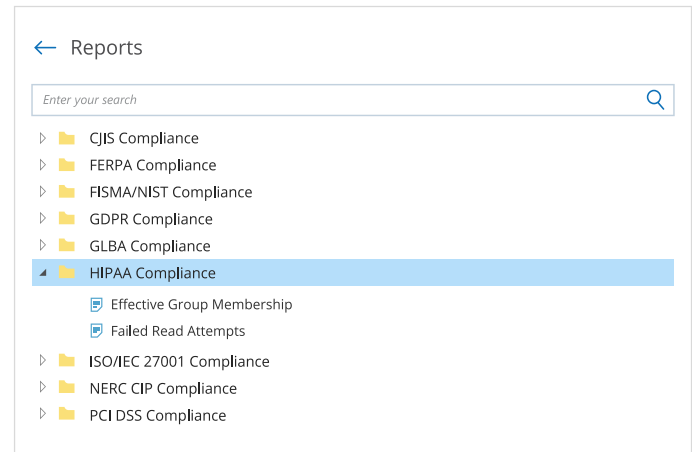 Reports
Enter your search
CJIS Compliance
FERPA Compliance
FISMA/NIST Compliance
GDPR Compliance
GLBA Compliance
HIPAA Compliance
Effective Group Membership
Failed Read Attempts
ISO/IEC 27001 Compliance
NERC CIP Compliance
PCI DSS Compliance